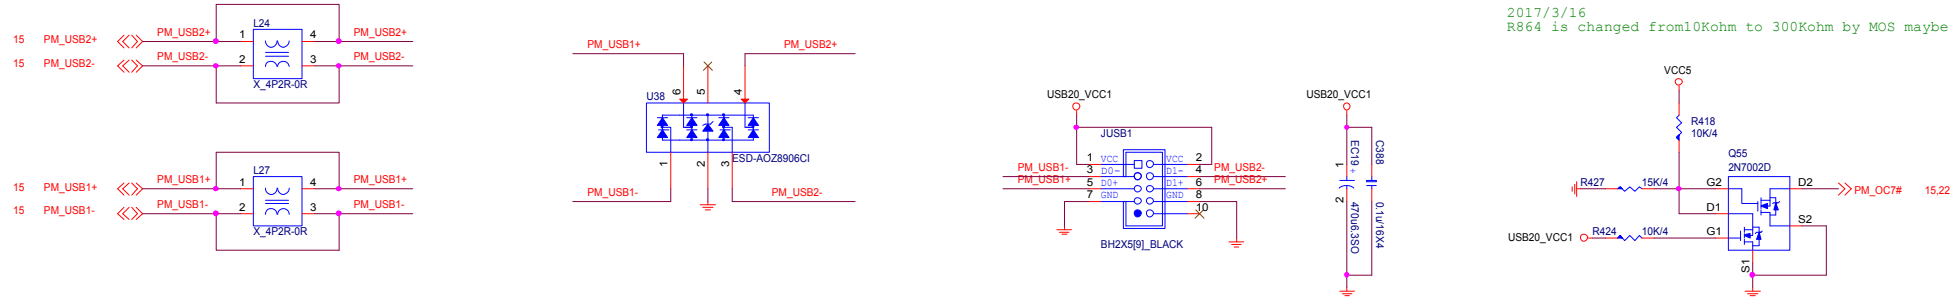 2017/3/16
R864 is changed from10Kohm to 300Kohm by MOS maybe
L24
15 PM_USB2+ PM_USB2+ 1 4 PM_USB2+
15 PM_USB2- PM_USB2- 2 3 PM_USB2-
X_4P2R-0R
L27
15 PM_USB1+ PM_USB1+ 1 4 PM_USB1+
15 PM_USB1- PM_USB1- 2 3 PM_USB1-
X_4P2R-0R
PM_USB1+ PM_USB2+
6 5 4
U38
ESD-AOZ8906CI
1 2 3
PM_USB1- PM_USB2-
USB20_VCC1
JUSB1
1 VCC VCC 2
PM_USB1- 3 D0- D1- 4 PM_USB2-
PM_USB1+ 5 D0+ D1+ 6 PM_USB2+
7 GND GND 8
10
BH2X5[9]_BLACK
USB20_VCC1
1 EC19 + C388
2 470u6.3SO 0.1u/16X4
VCC5
R418
10K/4
Q55
2N7002D
R427 15K/4 G2 D2 PM_OC7# 15,22
D1 S2
USB20_VCC1 R424 10K/4 G1
S1